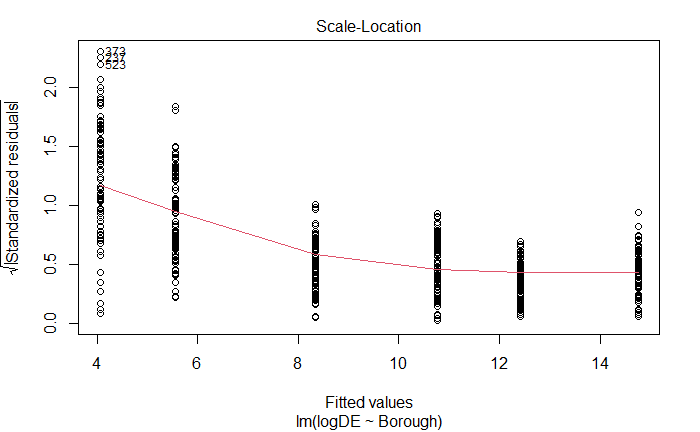 Scale-Location
√|Standardized residuals|
2.0
1.5
1.0
0.5
0.0
373
237
523
4 6 8 10 12 14
Fitted values
lm(logDE ~ Borough)